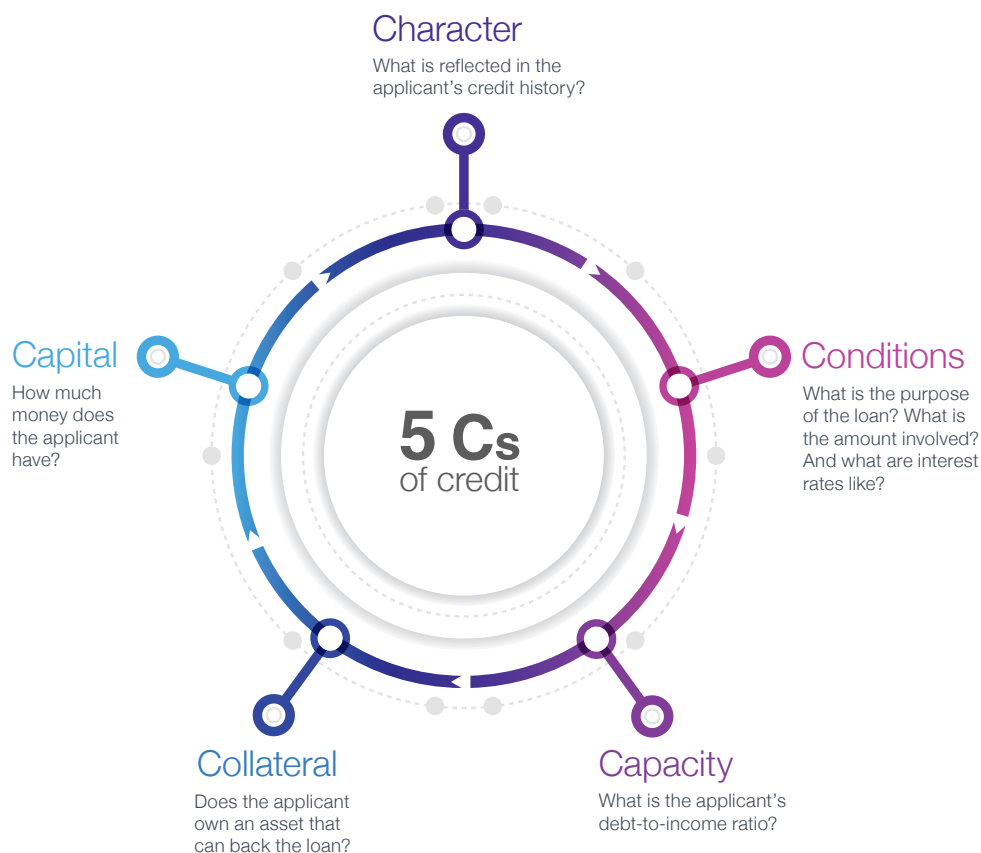 Character
What is reflected in the
applicant's credit history?
Capital
How much
money does
the applicant
have?
5 Cs
of credit
Conditions
What is the purpose
of the loan? What is
the amount involved?
And what are interest
rates like?
Collateral
Does the applicant
own an asset that
can back the loan?
Capacity
What is the applicant's
debt-to-income ratio?